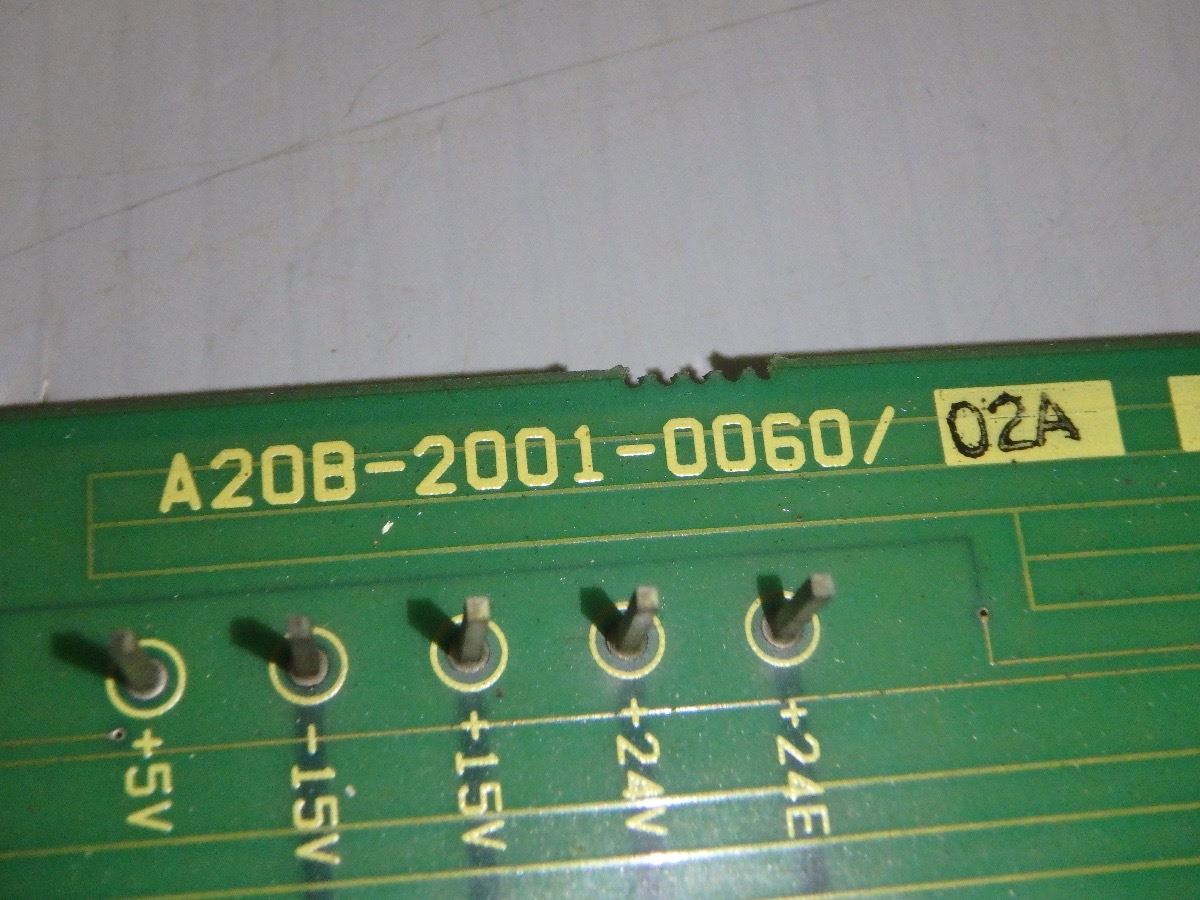 A20B-2001-0060/ 02A
+5V
-15V
+15V
+24V
+24E